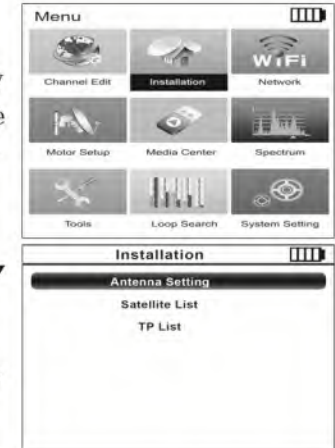 Menu
WiFi
Channel Edit Installation Network
Motor Setup Media Center Spectrum
Tools Loop Search System Setting
Installation
Antenna Setting
Satellite List
TP List